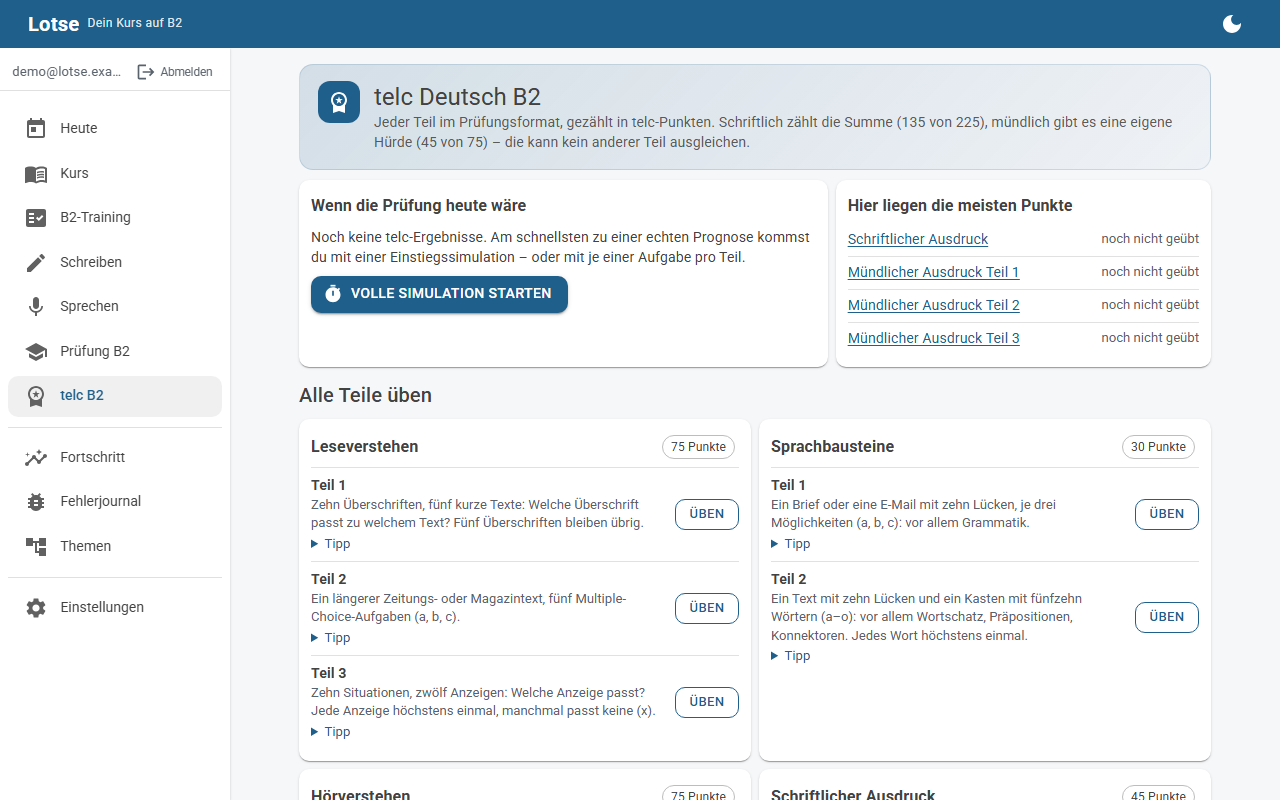 Lotse Dein Kurs auf B2
demo@lotse.exa... Abmelden
Heute
Kurs
B2-Training
Schreiben
Sprechen
Prüfung B2
telc B2
Fortschritt
Fehlerjournal
Themen
Einstellungen
telc Deutsch B2
Jeder Teil im Prüfungsformat, gezählt in telc-Punkten. Schriftlich zählt die Summe (135 von 225), mündlich gibt es eine eigene
Hürde (45 von 75) – die kann kein anderer Teil ausgleichen.
Wenn die Prüfung heute wäre
Noch keine telc-Ergebnisse. Am schnellsten zu einer echten Prognose kommst
du mit einer Einstiegssimulation – oder mit je einer Aufgabe pro Teil.
VOLLE SIMULATION STARTEN
Hier liegen die meisten Punkte
Schriftlicher Ausdruck noch nicht geübt
Mündlicher Ausdruck Teil 1 noch nicht geübt
Mündlicher Ausdruck Teil 2 noch nicht geübt
Mündlicher Ausdruck Teil 3 noch nicht geübt
Alle Teile üben
Leseverstehen 75 Punkte
Teil 1
Zehn Überschriften, fünf kurze Texte: Welche Überschrift
passt zu welchem Text? Fünf Überschriften bleiben übrig.
ÜBEN
Tipp
Teil 2
Ein längerer Zeitungs- oder Magazintext, fünf Multiple-
Choice-Aufgaben (a, b, c).
ÜBEN
Tipp
Teil 3
Zehn Situationen, zwölf Anzeigen: Welche Anzeige passt?
Jede Anzeige höchstens einmal, manchmal passt keine (x).
ÜBEN
Tipp
Sprachbausteine 30 Punkte
Teil 1
Ein Brief oder eine E-Mail mit zehn Lücken, je drei
Möglichkeiten (a, b, c): vor allem Grammatik.
ÜBEN
Tipp
Teil 2
Ein Text mit zehn Lücken und ein Kasten mit fünfzehn
Wörtern (a–o): vor allem Wortschatz, Präpositionen,
Konnektoren. Jedes Wort höchstens einmal.
ÜBEN
Tipp
Hörverstehen 75 Punkte
Schriftlicher Ausdruck 45 Punkte